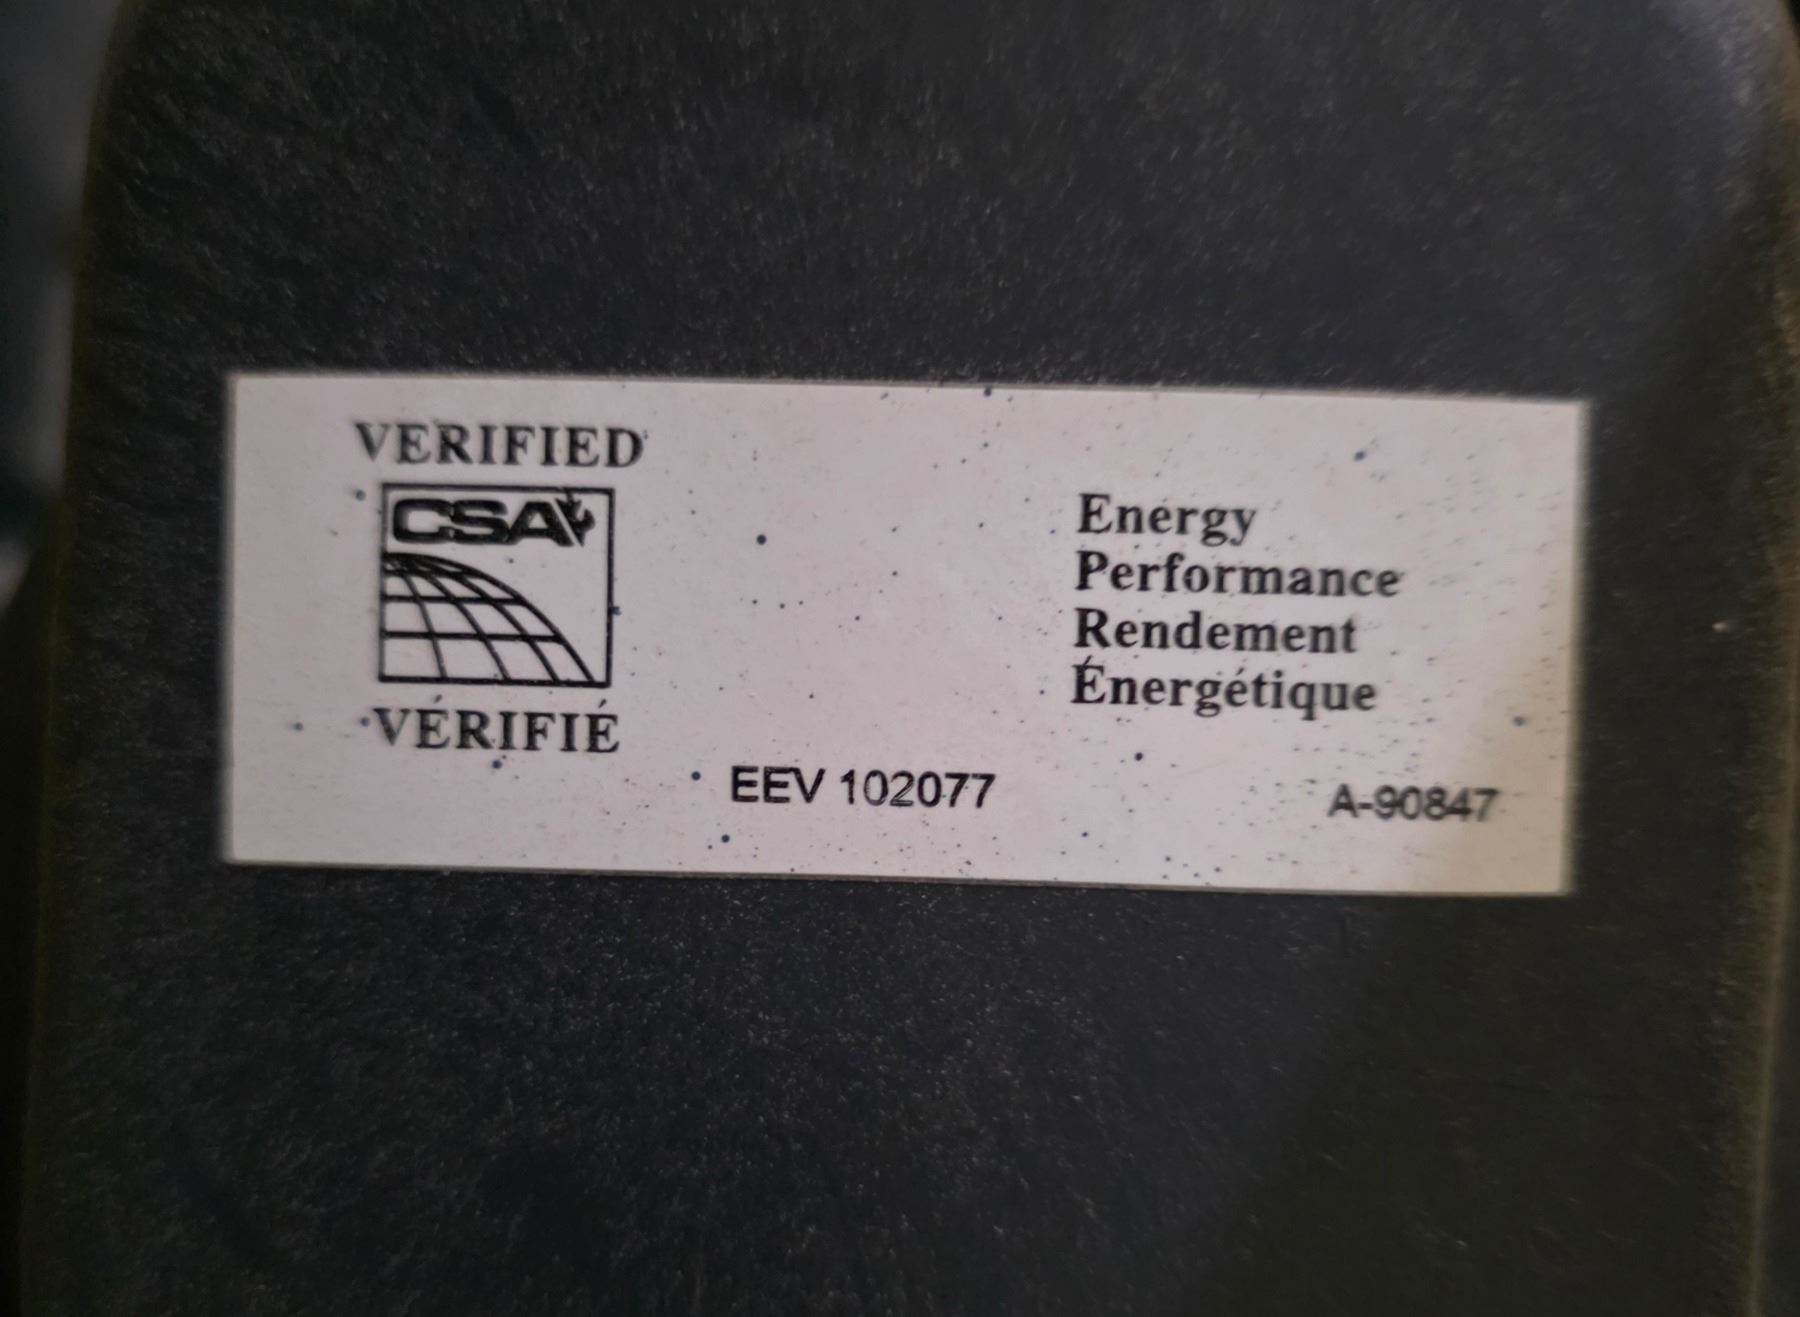 VERIFIED
CSA
VÉRIFIÉ
Energy
Performance
Rendement
Énergétique
EEV 102077
A-90847